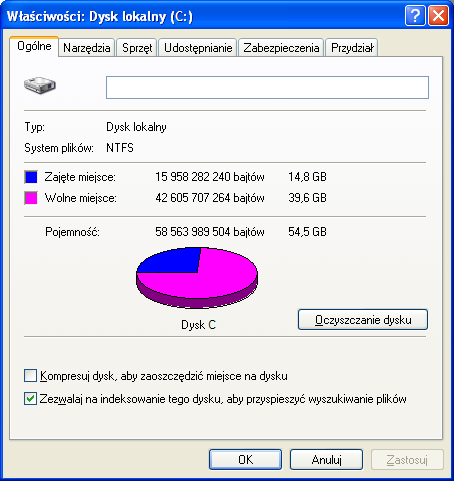 Właściwości: Dysk lokalny (C:)
Ogólne Narzędzia Sprzęt Udostępnianie Zabezpieczenia Przydział
Typ: Dysk lokalny
System plików: NTFS
Zajęte miejsce: 15 958 282 240 bajtów 14,8 GB
Wolne miejsce: 42 605 707 264 bajtów 39,6 GB
Pojemność: 58 563 989 504 bajtów 54,5 GB
Dysk C
Oczyszczanie dysku
Kompresuj dysk, aby zaoszczędzić miejsce na dysku
Zezwalaj na indeksowanie tego dysku, aby przyspieszyć wyszukiwanie plików
OK Anuluj Zastosuj